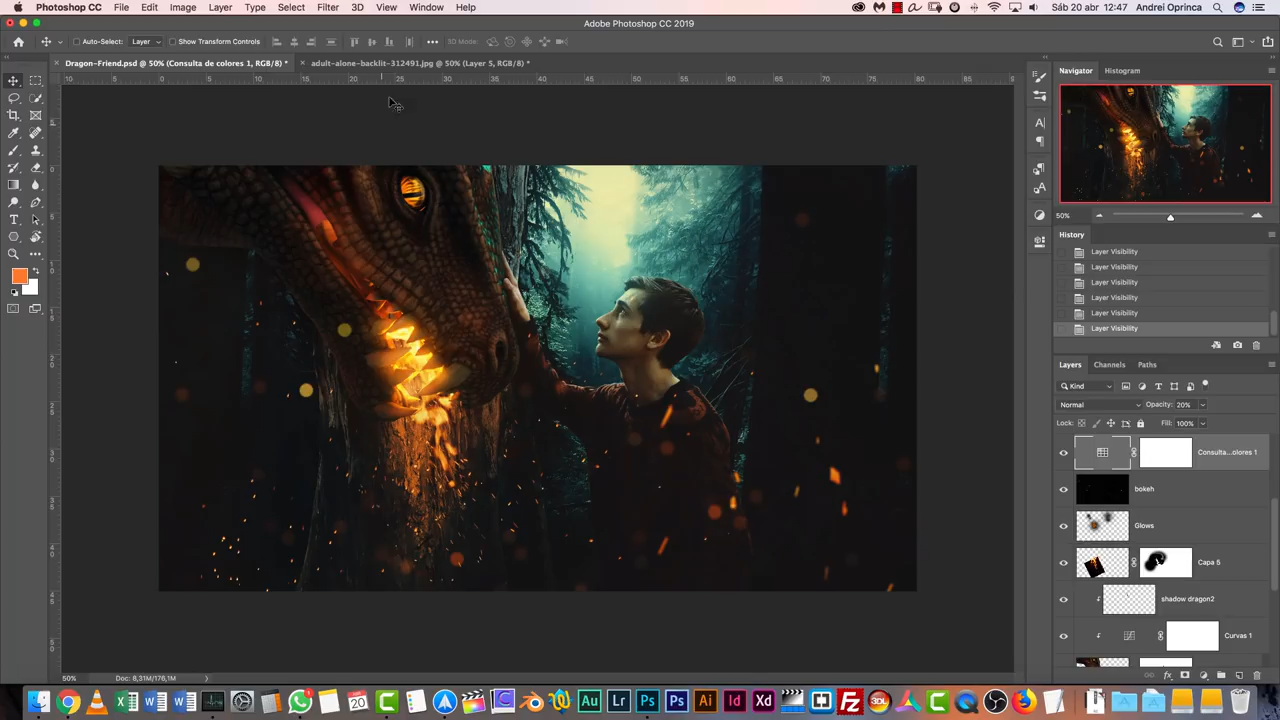 Photoshop CC File Edit Image Layer Type Select Filter 3D View Window Help
Sáb 20 abr 12:47 Andrei Oprinca
Adobe Photoshop CC 2019
Auto-Select: Layer Show Transform Controls 3D Mode:
Dragon-Friend.psd @ 50% (Consulta de colores 1, RGB/8) *
adult-alone-backlit-312491.jpg @ 50% (Layer 5, RGB/8) *
Navigator Histogram
50%
History
Layer Visibility
Layer Visibility
Layer Visibility
Layer Visibility
Layer Visibility
Layer Visibility
Layers Channels Paths
Kind
Normal Opacity: 20%
Lock: Fill: 100%
Consulta...olores 1
bokeh
Glows
Capa 5
shadow dragon2
Curvas 1
50% Doc: 8,31M/176,1M